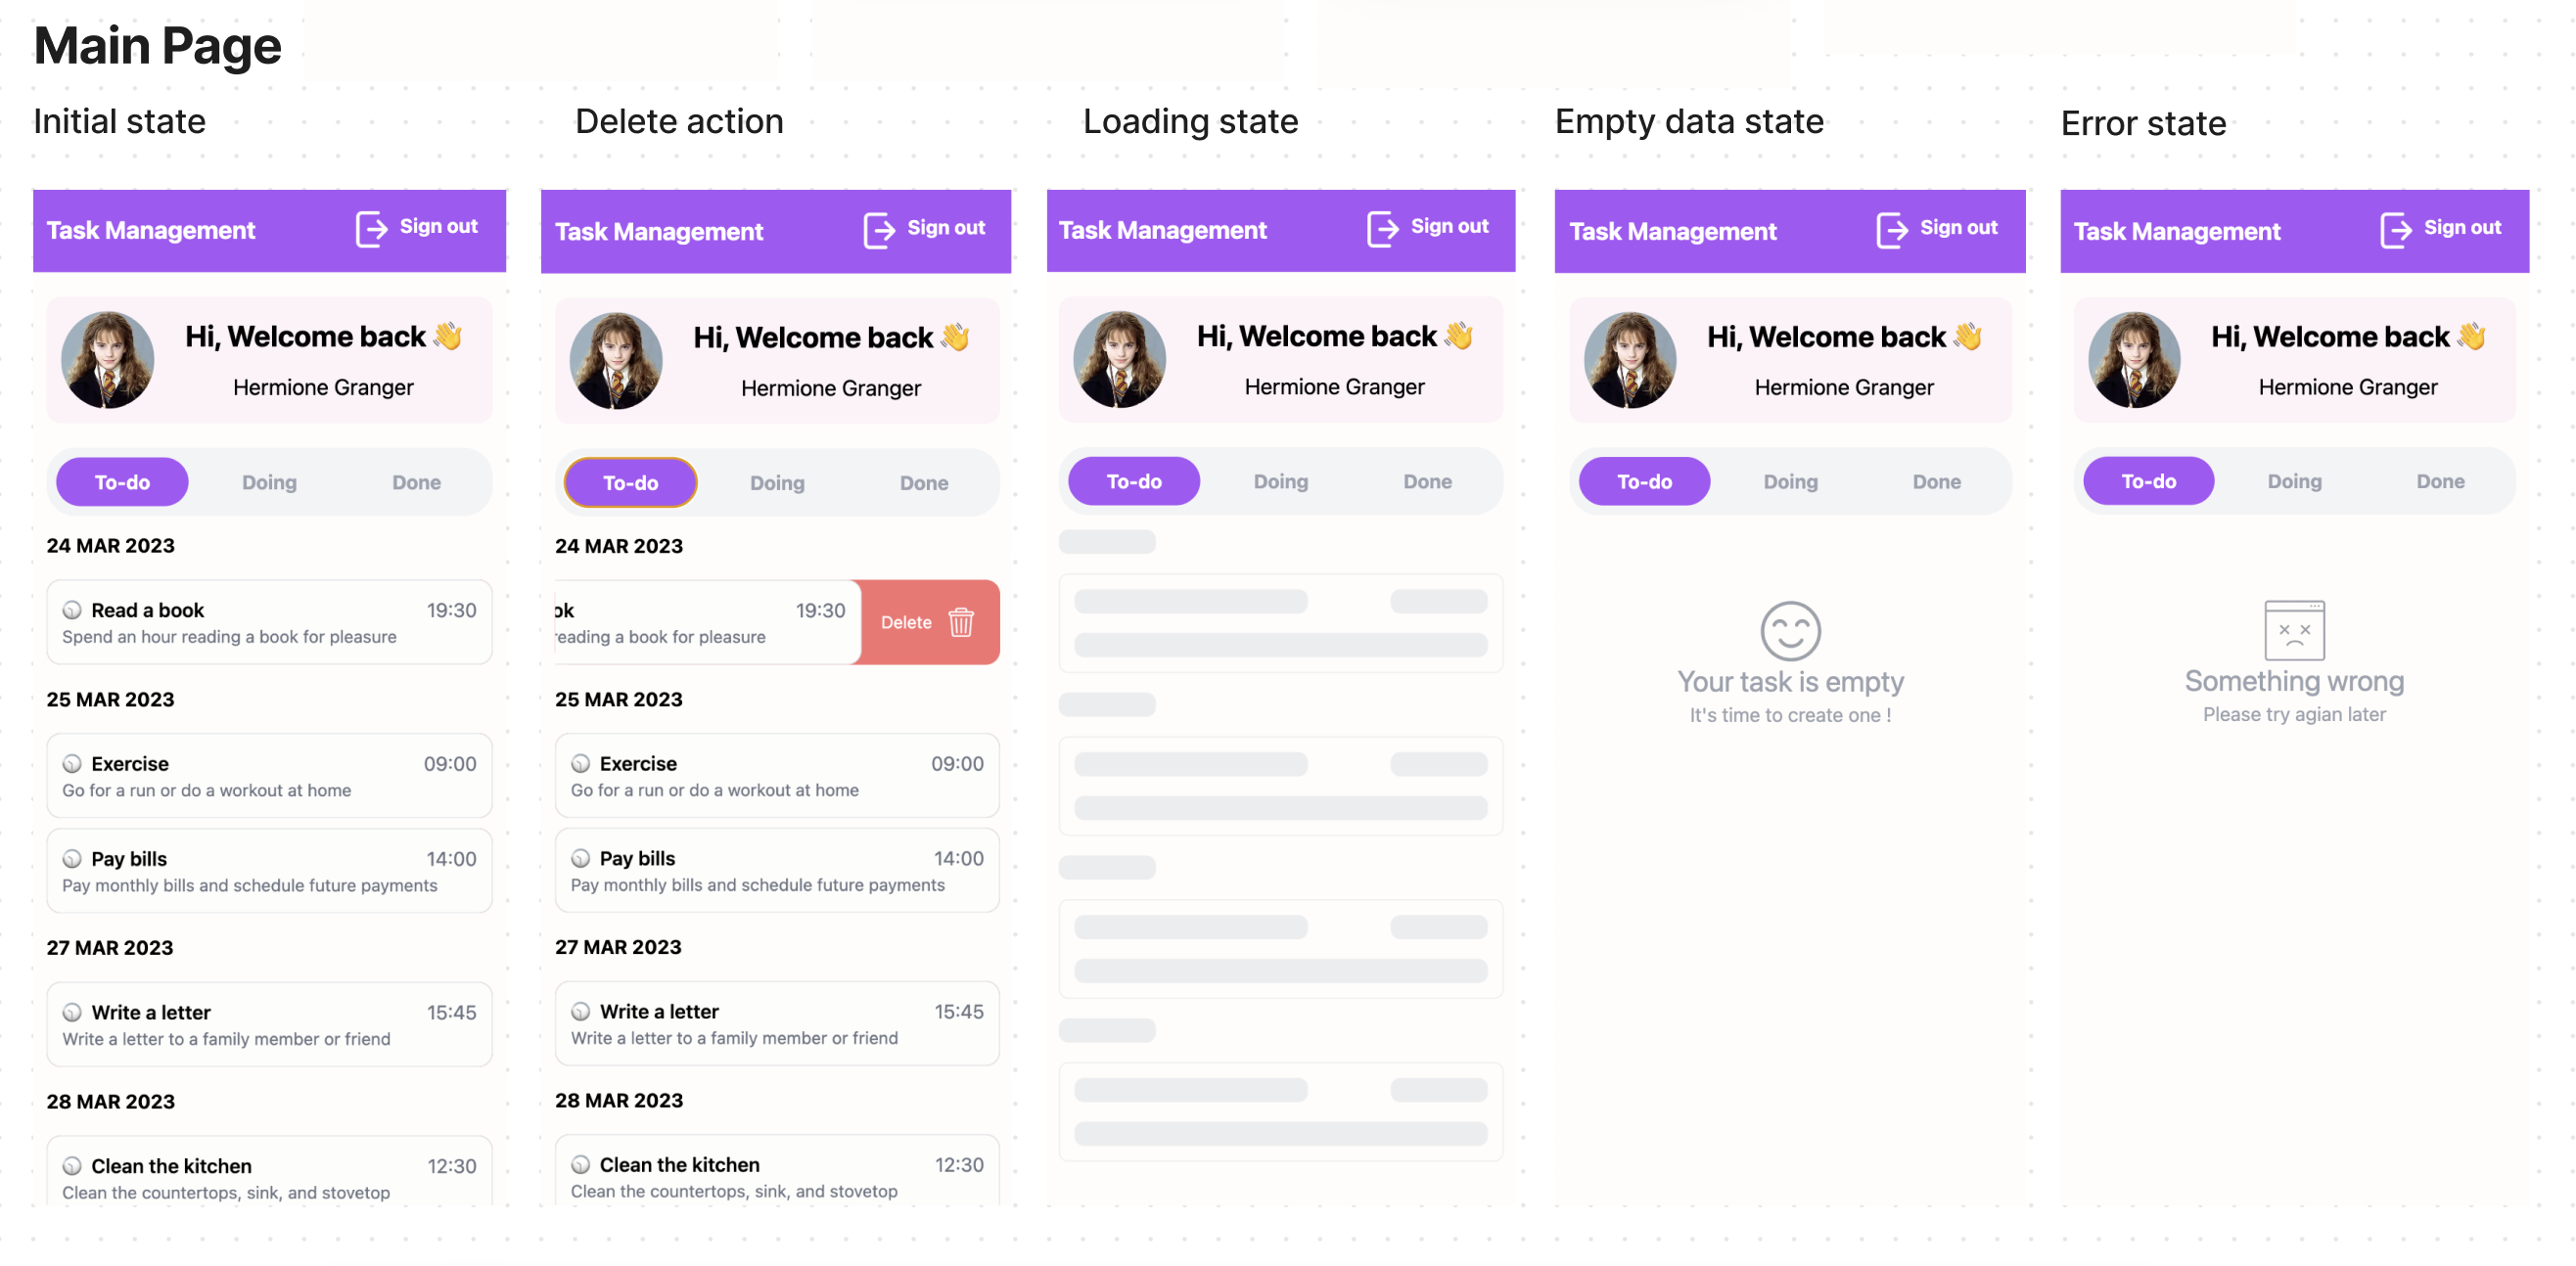 Main Page
Initial state
Task Management
Sign out
Hi, Welcome back 👋
Hermione Granger
To-do Doing Done
24 MAR 2023
Read a book 19:30
Spend an hour reading a book for pleasure
25 MAR 2023
Exercise 09:00
Go for a run or do a workout at home
Pay bills 14:00
Pay monthly bills and schedule future payments
27 MAR 2023
Write a letter 15:45
Write a letter to a family member or friend
28 MAR 2023
Clean the kitchen 12:30
Clean the countertops, sink, and stovetop
Delete action
Task Management
Sign out
Hi, Welcome back 👋
Hermione Granger
To-do Doing Done
24 MAR 2023
ok 19:30
reading a book for pleasure
Delete
25 MAR 2023
Exercise 09:00
Go for a run or do a workout at home
Pay bills 14:00
Pay monthly bills and schedule future payments
27 MAR 2023
Write a letter 15:45
Write a letter to a family member or friend
28 MAR 2023
Clean the kitchen 12:30
Clean the countertops, sink, and stovetop
Loading state
Task Management
Sign out
Hi, Welcome back 👋
Hermione Granger
To-do Doing Done
Empty data state
Task Management
Sign out
Hi, Welcome back 👋
Hermione Granger
To-do Doing Done
Your task is empty
It's time to create one !
Error state
Task Management
Sign out
Hi, Welcome back 👋
Hermione Granger
To-do Doing Done
Something wrong
Please try agian later